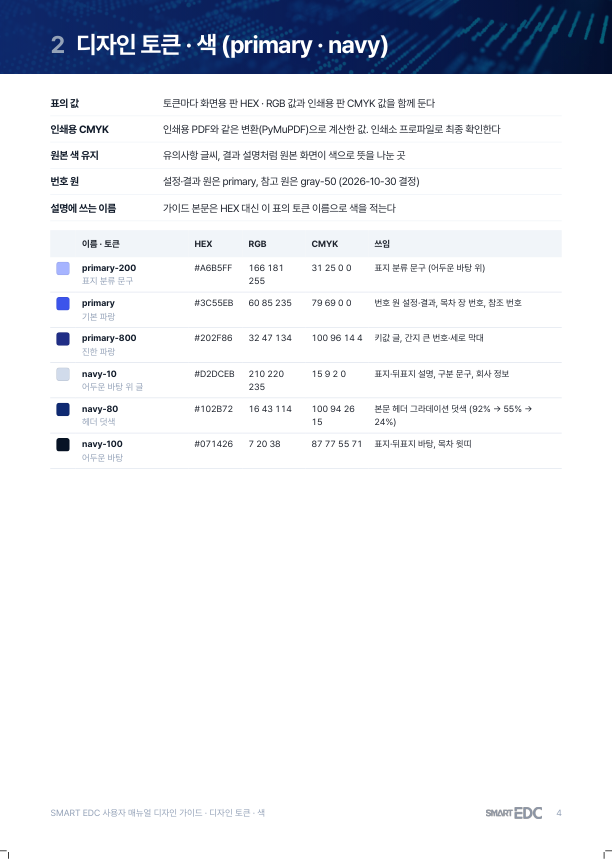 2 디자인 토큰 · 색 (primary · navy)
표의 값 토큰마다 화면용 판 HEX · RGB 값과 인쇄용 판 CMYK 값을 함께 둔다
인쇄용 CMYK 인쇄용 PDF와 같은 변환(PyMuPDF)으로 계산한 값. 인쇄소 프로파일로 최종 확인한다
원본 색 유지 유의사항 글씨, 결과 설명처럼 원본 화면이 색으로 뜻을 나눈 곳
번호 원 설정·결과 원은 primary, 참고 원은 gray-50 (2026-10-30 결정)
설명에 쓰는 이름 가이드 본문은 HEX 대신 이 표의 토큰 이름으로 색을 적는다
이름 · 토큰 HEX RGB CMYK 쓰임
primary-200 #A6B5FF 166 181 31 25 0 0 표지 분류 문구 (어두운 바탕 위)
표지 분류 문구 255
primary #3C55EB 60 85 235 79 69 0 0 번호 원 설정·결과, 목차 장 번호, 참조 번호
기본 파랑
primary-800 #202F86 32 47 134 100 96 14 4 키값 글, 간지 큰 번호·세로 막대
진한 파랑
navy-10 #D2DCEB 210 220 15 9 2 0 표지·뒤표지 설명, 구분 문구, 회사 정보
어두운 바탕 위 글 235
navy-80 #102B72 16 43 114 100 94 26 본문 헤더 그라데이션 덧색 (92% → 55% →
헤더 덧색 15 24%)
navy-100 #071426 7 20 38 87 77 55 71 표지·뒤표지 바탕, 목차 윗띠
어두운 바탕
SMART EDC 사용자 매뉴얼 디자인 가이드 · 디자인 토큰 · 색 SMART EDC 4